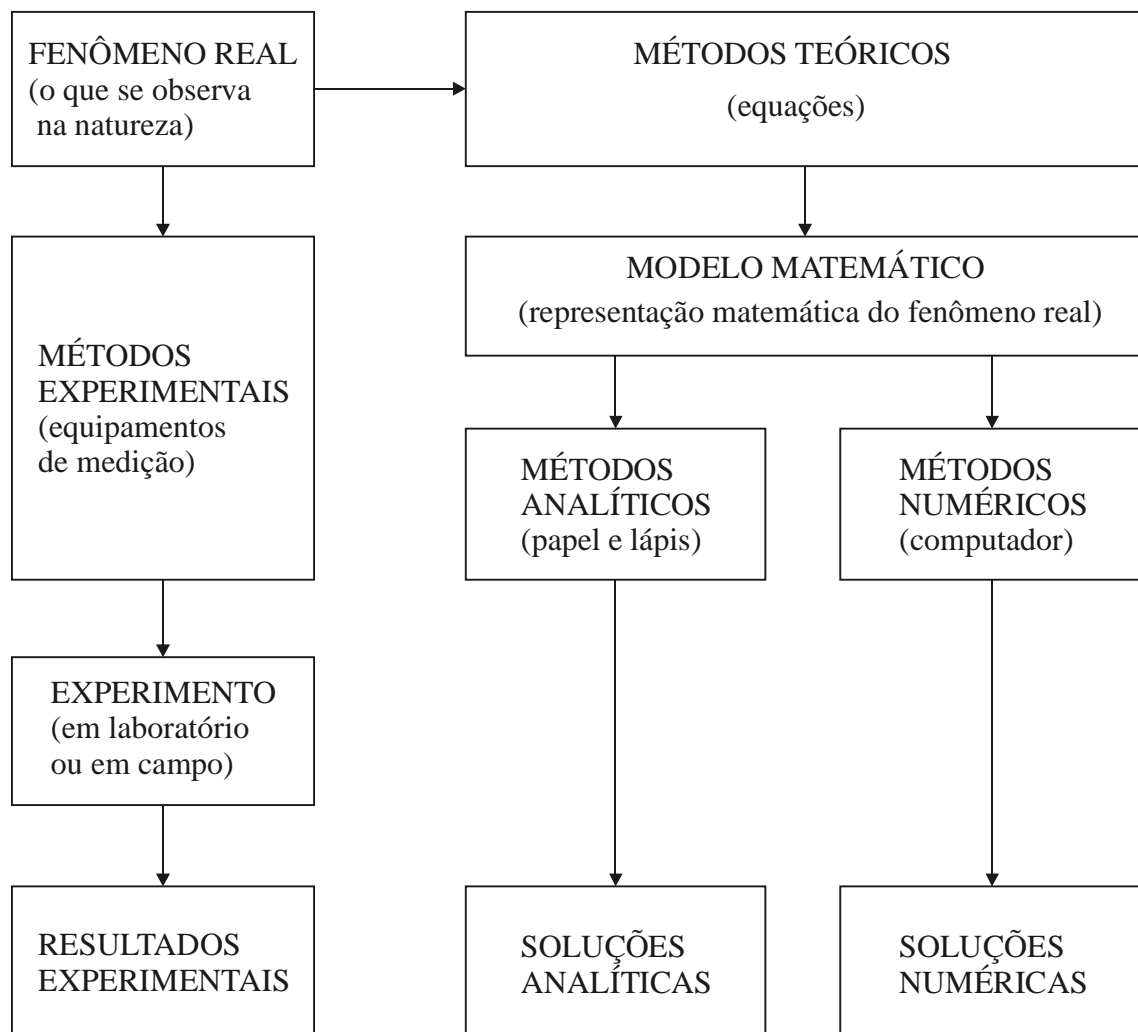 FENÔMENO REAL
(o que se observa
na natureza)
MÉTODOS TEÓRICOS
(equações)
MODELO MATEMÁTICO
(representação matemática do fenômeno real)
MÉTODOS
EXPERIMENTAIS
(equipamentos
de medição)
MÉTODOS
ANALÍTICOS
(papel e lápis)
MÉTODOS
NUMÉRICOS
(computador)
EXPERIMENTO
(em laboratório
ou em campo)
RESULTADOS
EXPERIMENTAIS
SOLUÇÕES
ANALÍTICAS
SOLUÇÕES
NUMÉRICAS